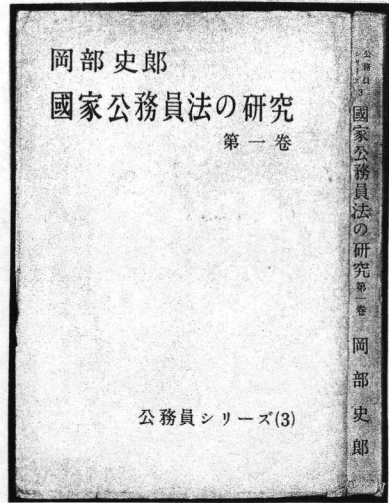 岡部史郎
國家公務員法の研究
第一卷
公務員シリーズ(3)
公務員シリーズ3 國家公務員法の研究 第一卷 岡部史郎